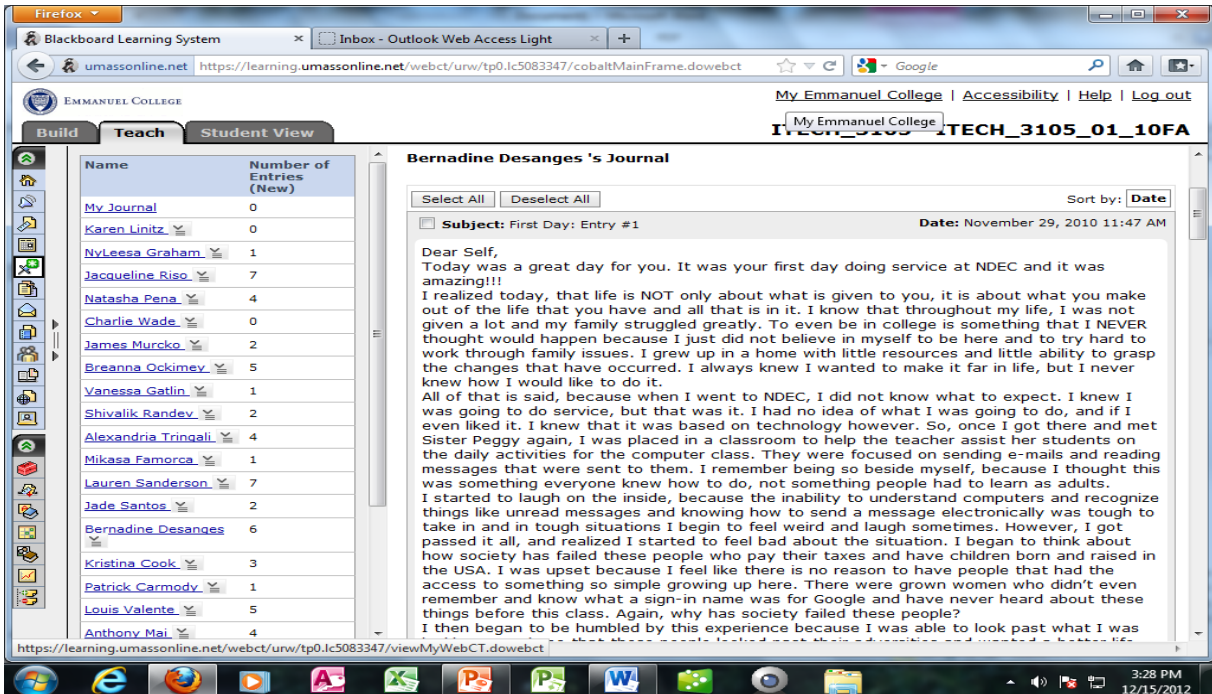 Firefox
Blackboard Learning System
Inbox - Outlook Web Access Light
umassonline.net https://learning.umassonline.net/webct/urw/tp0.lc5083347/cobaltMainFrame.dowebct
Google
EMMANUEL COLLEGE
My Emmanuel College | Accessibility | Help | Log out
My Emmanuel College
Build Teach Student View
ITECH_3105_01_10FA
Name Number of Entries (New)
My Journal 0
Karen Linitz 0
NyLeesa Graham 1
Jacqueline Riso 7
Natasha Pena 4
Charlie Wade 0
James Murcko 2
Breanna Ockimey 5
Vanessa Gatlin 1
Shivalik Randev 2
Alexandria Tringali 4
Mikasa Famorca 1
Lauren Sanderson 7
Jade Santos 2
Bernadine Desanges 6
Kristina Cook 3
Patrick Carmody 1
Louis Valente 5
Anthony Mai 4
Bernadine Desanges 's Journal
Select All Deselect All Sort by: Date
Subject: First Day: Entry #1 Date: November 29, 2010 11:47 AM
Dear Self,
Today was a great day for you. It was your first day doing service at NDEC and it was
amazing!!!
I realized today, that life is NOT only about what is given to you, it is about what you make
out of the life that you have and all that is in it. I know that throughout my life, I was not
given a lot and my family struggled greatly. To even be in college is something that I NEVER
thought would happen because I just did not believe in myself to be here and to try hard to
work through family issues. I grew up in a home with little resources and little ability to grasp
the changes that have occurred. I always knew I wanted to make it far in life, but I never
knew how I would like to do it.
All of that is said, because when I went to NDEC, I did not know what to expect. I knew I
was going to do service, but that was it. I had no idea of what I was going to do, and if I
even liked it. I knew that it was based on technology however. So, once I got there and met
Sister Peggy again, I was placed in a classroom to help the teacher assist her students on
the daily activities for the computer class. They were focused on sending e-mails and reading
messages that were sent to them. I remember being so beside myself, because I thought this
was something everyone knew how to do, not something people had to learn as adults.
I started to laugh on the inside, because the inability to understand computers and recognize
things like unread messages and knowing how to send a message electronically was tough to
take in and in tough situations I begin to feel weird and laugh sometimes. However, I got
passed it all, and realized I started to feel bad about the situation. I began to think about
how society has failed these people who pay their taxes and have children born and raised in
the USA. I was upset because I feel like there is no reason to have people that had the
access to something so simple growing up here. There were grown women who didn't even
remember and know what a sign-in name was for Google and have never heard about these
things before this class. Again, why has society failed these people?
I then began to be humbled by this experience because I was able to look past what I was
https://learning.umassonline.net/webct/urw/tp0.lc5083347/viewMyWebCT.dowebct
3:28 PM
12/15/2012